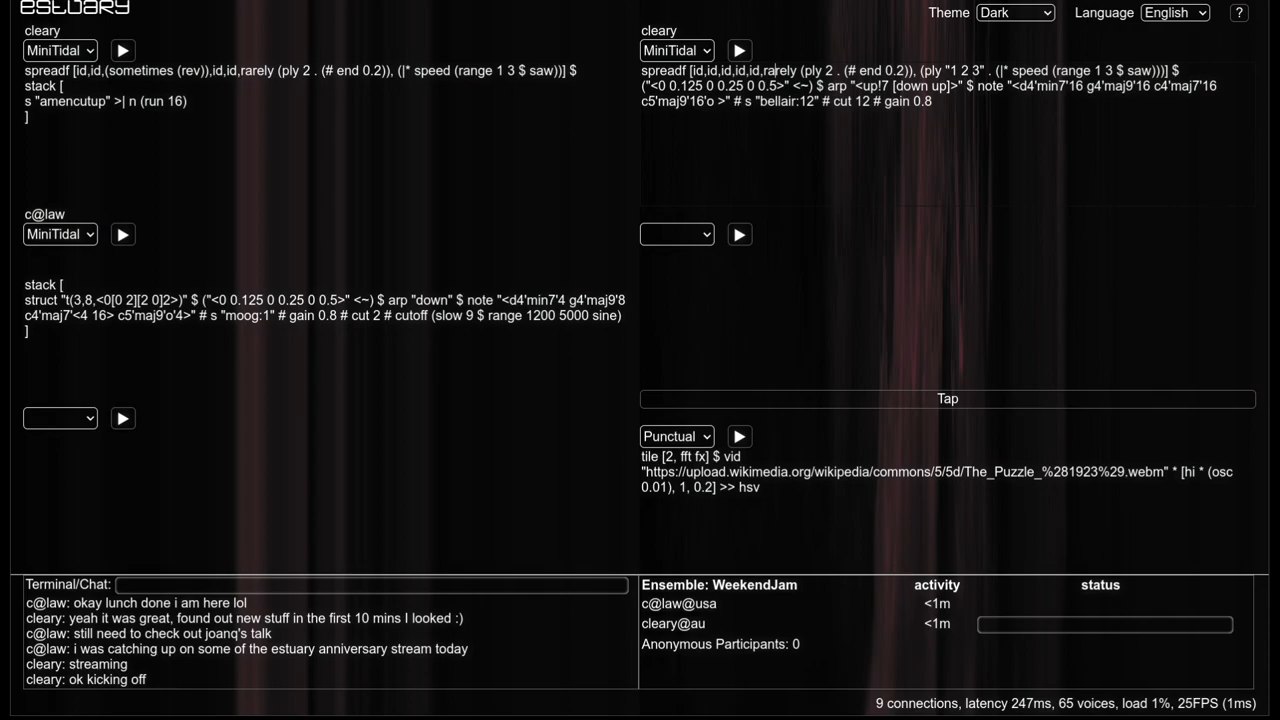 estuary
Theme Dark Language English ?
cleary
MiniTidal
spreadf [id,id,(sometimes (rev)),id,id,rarely (ply 2 . (# end 0.2)), (|* speed (range 1 3 $ saw))] $
stack [
s "amencutup" >| n (run 16)
]
cleary
MiniTidal
spreadf [id,id,id,id,id,rarely (ply 2 . (# end 0.2)), (ply "1 2 3" . (|* speed (range 1 3 $ saw)))] $
("<0 0.125 0 0.25 0 0.5>" <~) $ arp "<up!7 [down up]>" $ note "<d4'min7'16 g4'maj9'16 c4'maj7'16
c5'maj9'16'o >" # s "bellair:12" # cut 12 # gain 0.8
c@law
MiniTidal
stack [
struct "t(3,8,<0[0 2][2 0]2>)" $ ("<0 0.125 0 0.25 0 0.5>" <~) $ arp "down" $ note "<d4'min7'4 g4'maj9'8
c4'maj7'<4 16> c5'maj9'o'4>" # s "moog:1" # gain 0.8 # cut 2 # cutoff (slow 9 $ range 1200 5000 sine)
]
Tap
Punctual
tile [2, fft fx] $ vid
"https://upload.wikimedia.org/wikipedia/commons/5/5d/The_Puzzle_%281923%29.webm" * [hi * (osc
0.01), 1, 0.2] >> hsv
Terminal/Chat:
c@law: okay lunch done i am here lol
cleary: yeah it was great, found out new stuff in the first 10 mins I looked :)
c@law: still need to check out joanq's talk
c@law: i was catching up on some of the estuary anniversary stream today
cleary: streaming
cleary: ok kicking off
Ensemble: WeekendJam activity status
c@law@usa <1m
cleary@au <1m
Anonymous Participants: 0
9 connections, latency 247ms, 65 voices, load 1%, 25FPS (1ms)